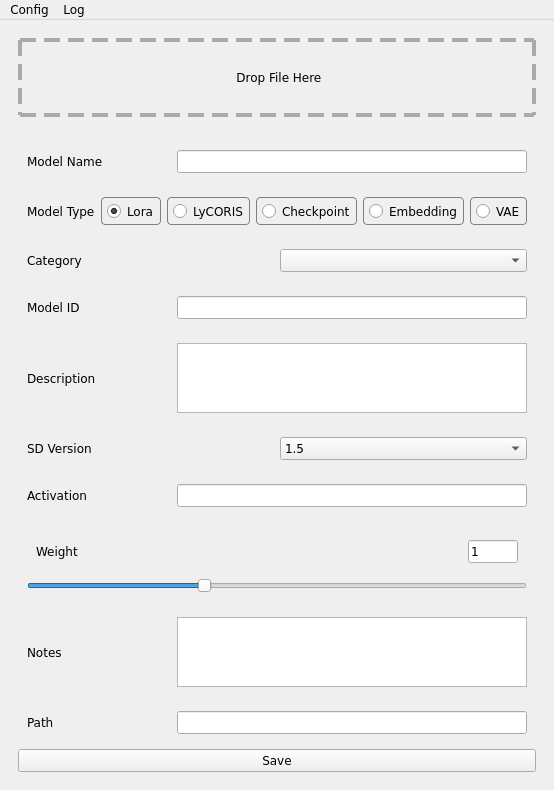 Config Log
Drop File Here
Model Name
Model Type Lora LyCORIS Checkpoint Embedding VAE
Category
Model ID
Description
SD Version 1.5
Activation
Weight 1
Notes
Path
Save